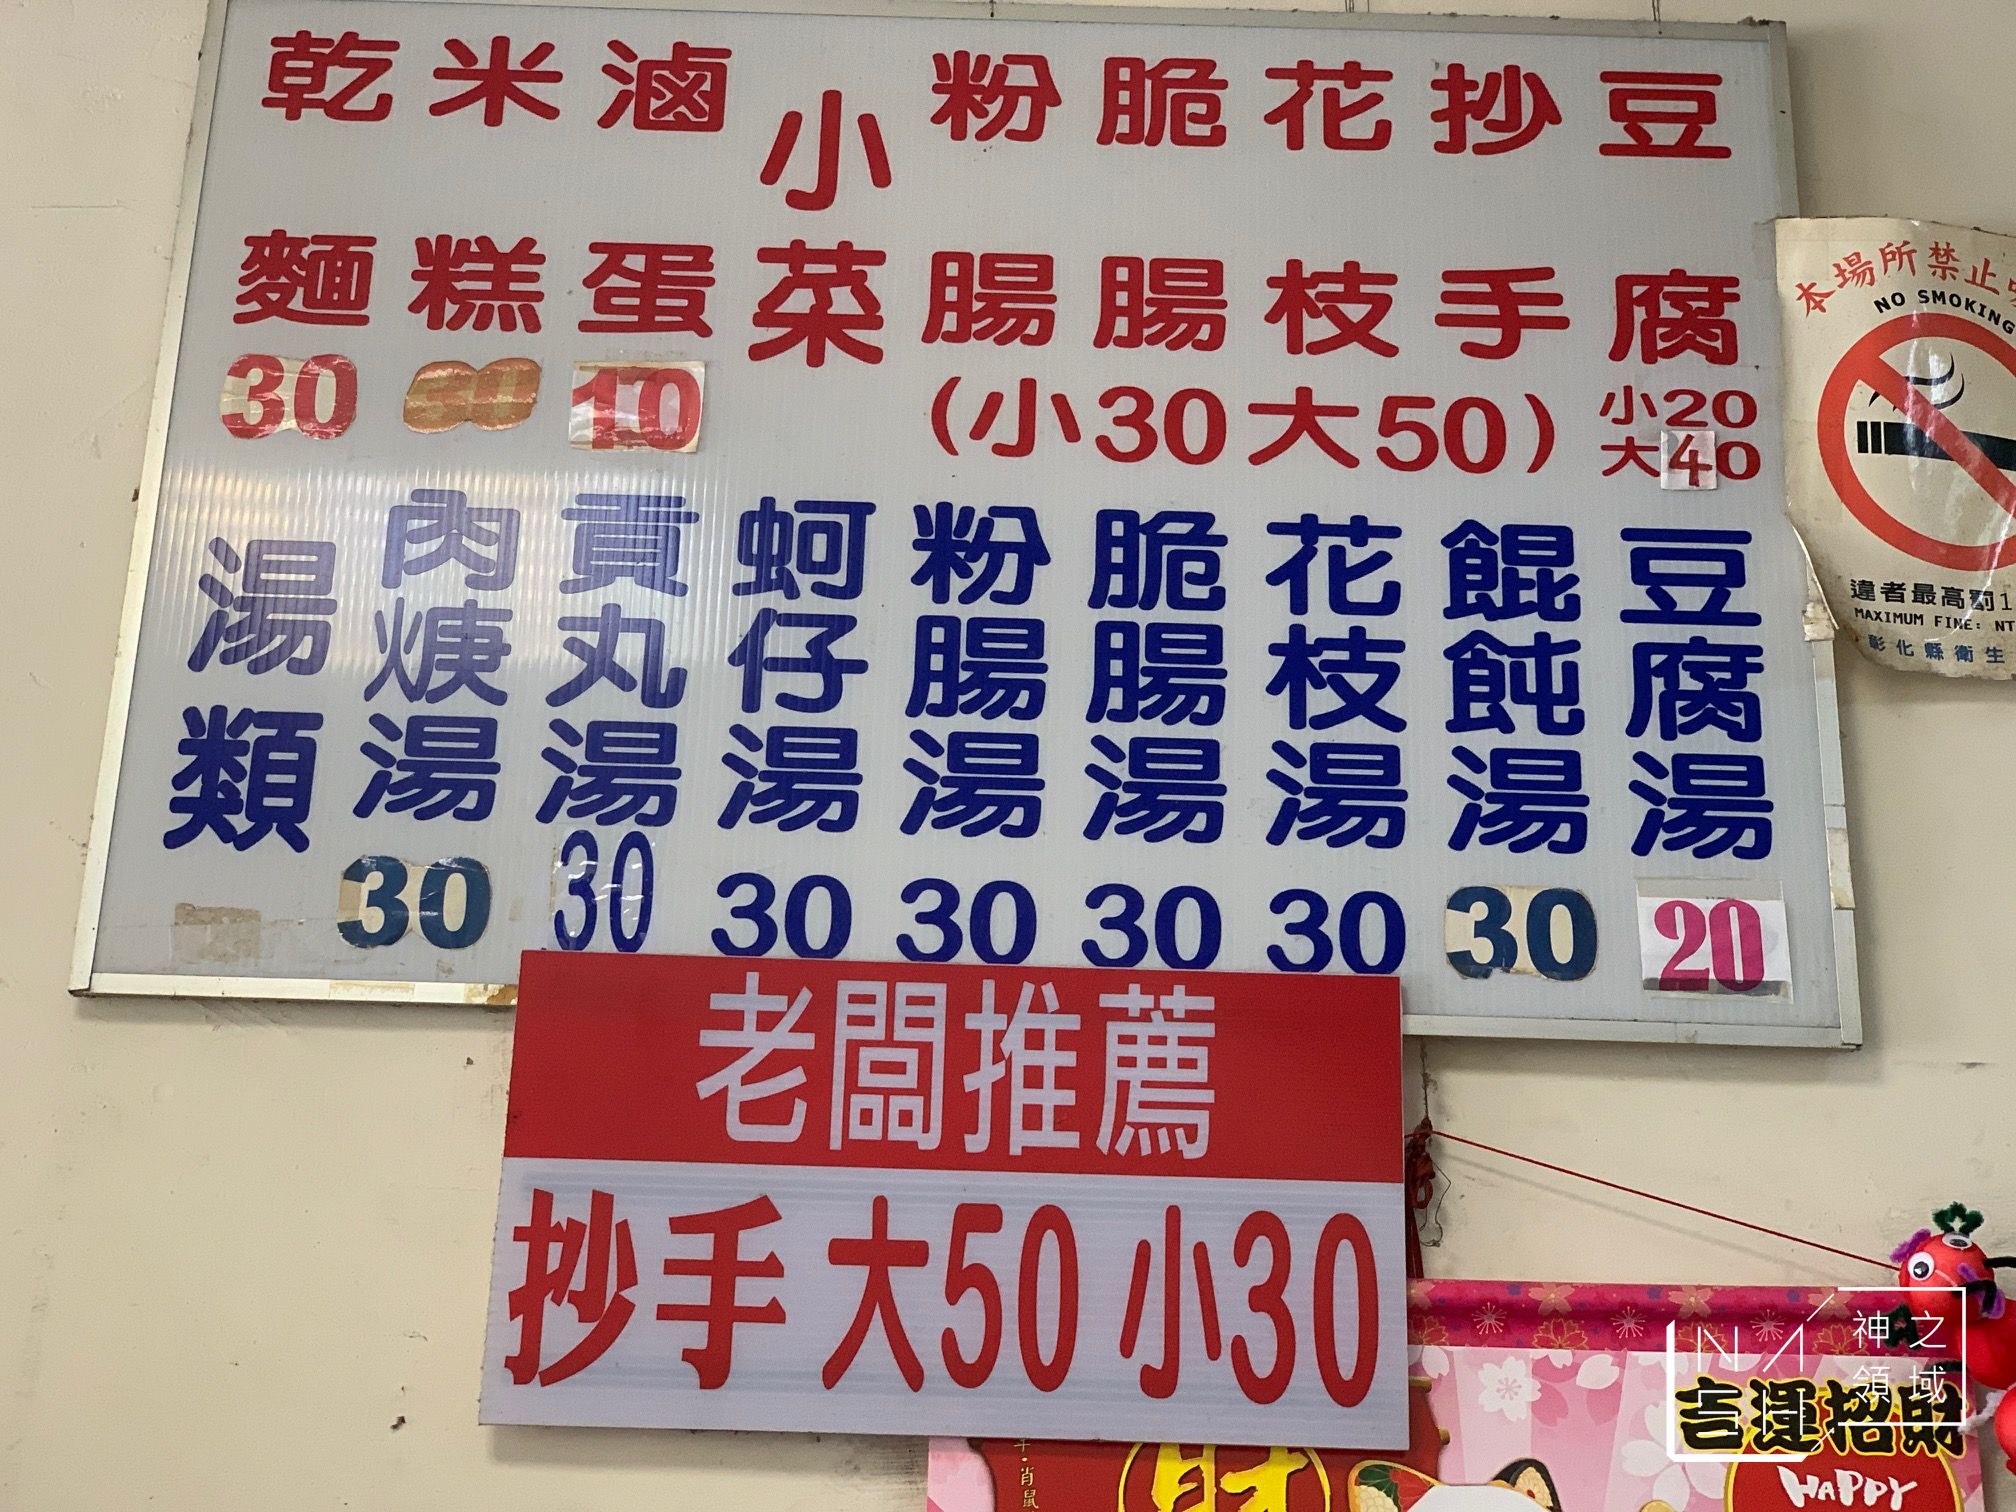 乾麵 30
米糕 30
滷蛋 10
小菜
粉腸 脆腸 花枝 抄手
(小30大50)
豆腐
小20
大40
湯類
肉焿湯 30
貢丸湯 30
蚵仔湯 30
粉腸湯 30
脆腸湯 30
花枝湯 30
餛飩湯 30
豆腐湯 20
老闆推薦
抄手 大50 小30
本場所禁止
NO SMOKING
違者最高罰1
MAXIMUM FINE: NT
彰化縣衛生
神之領域
吉運招財
HAPPY
財
肖鼠